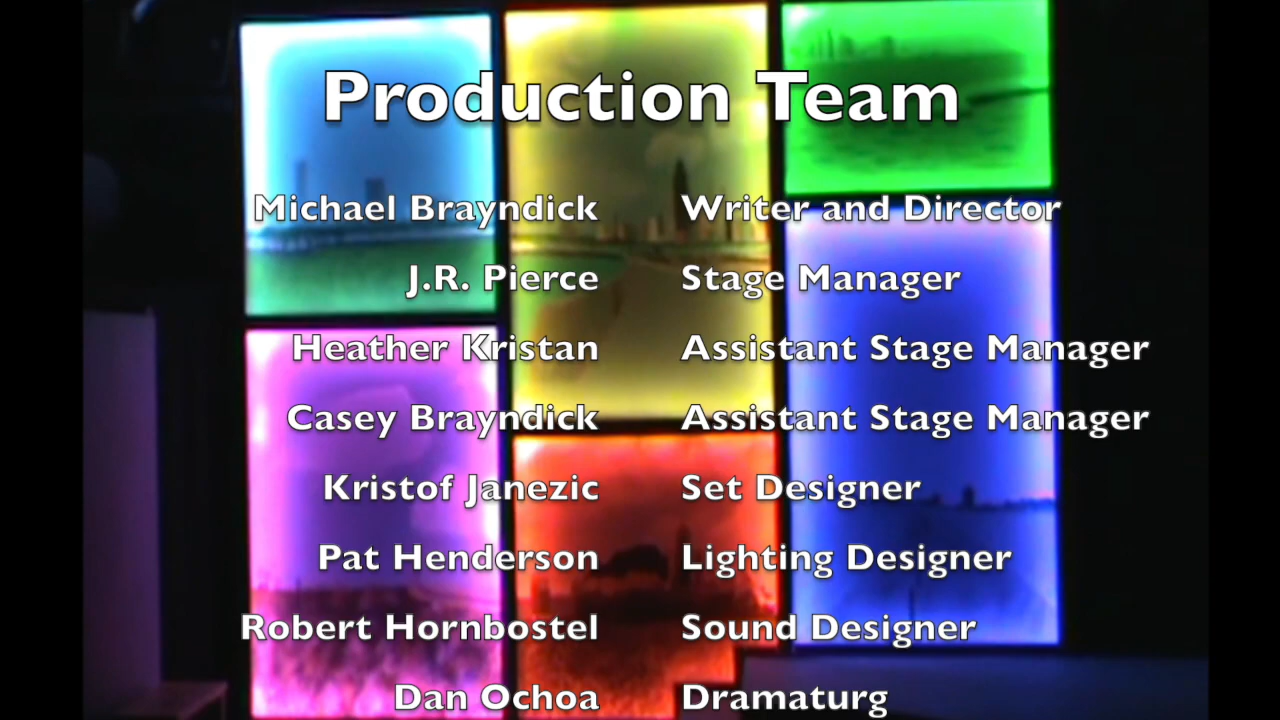 Production Team
Michael Brayndick Writer and Director
J.R. Pierce Stage Manager
Heather Kristan Assistant Stage Manager
Casey Brayndick Assistant Stage Manager
Kristof Janezic Set Designer
Pat Henderson Lighting Designer
Robert Hornbostel Sound Designer
Dan Ochoa Dramaturg